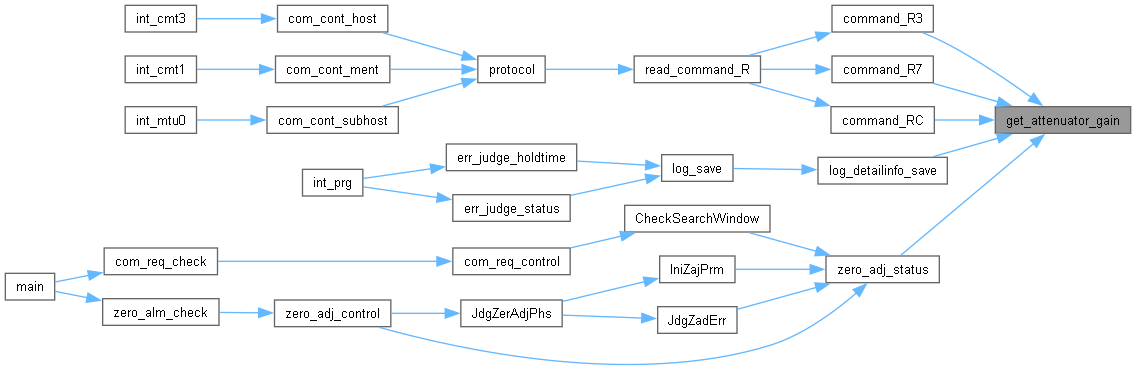 int_cmt3
com_cont_host
command_R3
int_cmt1
com_cont_ment
protocol
read_command_R
command_R7
int_mtu0
com_cont_subhost
command_RC
get_attenuator_gain
err_judge_holdtime
log_save
log_detailinfo_save
int_prg
err_judge_status
CheckSearchWindow
com_req_check
com_req_control
IniZajPrm
zero_adj_status
main
zero_alm_check
zero_adj_control
JdgZerAdjPhs
JdgZadErr